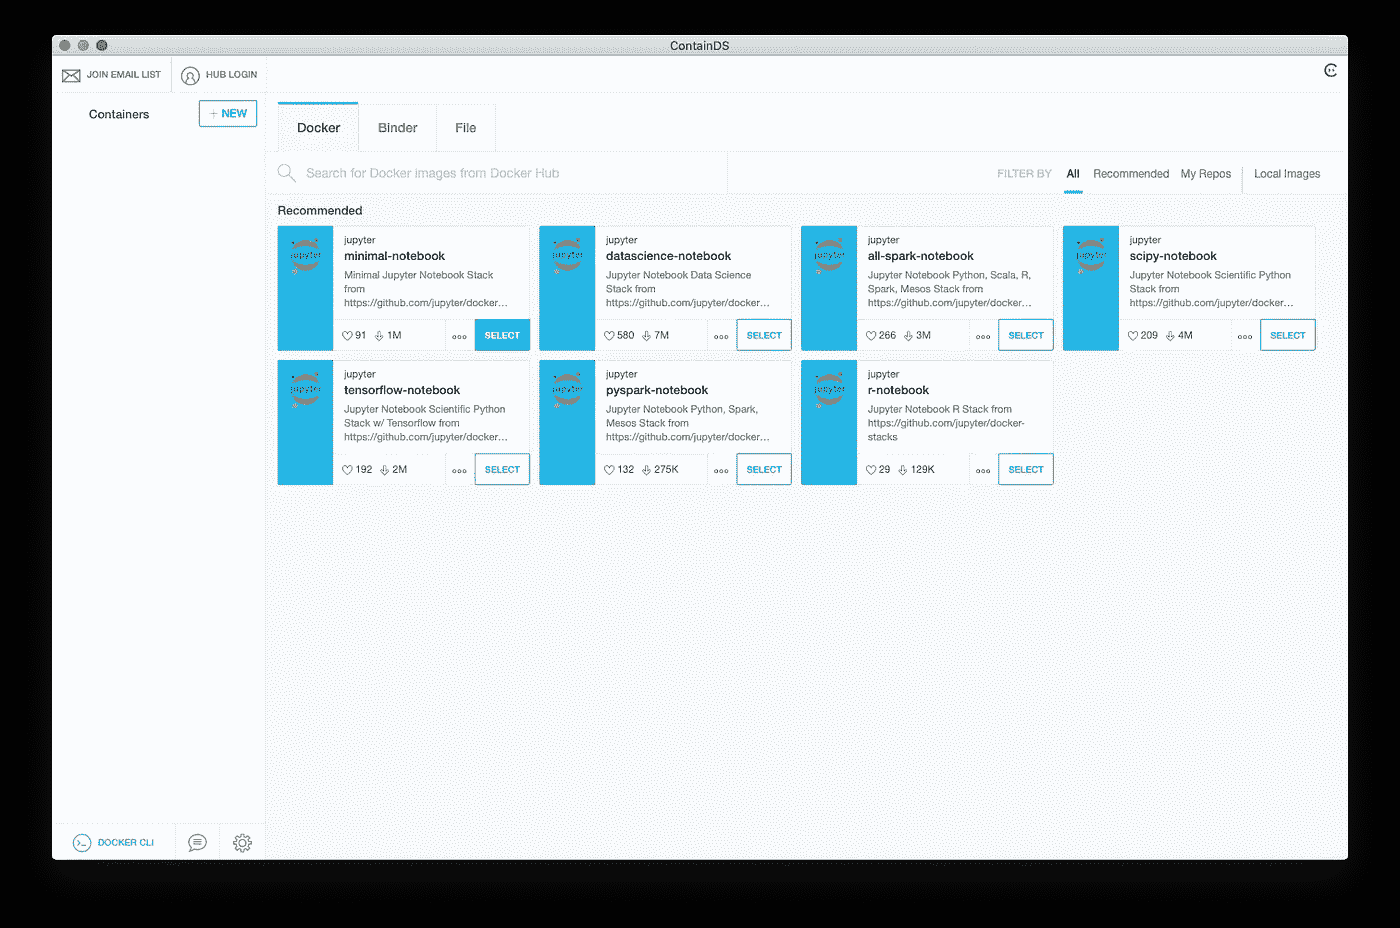 ContainDS
JOIN EMAIL LIST
HUB LOGIN
Containers
+ NEW
Docker
Binder
File
Search for Docker images from Docker Hub
FILTER BY
All
Recommended
My Repos
Local Images
Recommended
jupyter
jupyter
minimal-notebook
Minimal Jupyter Notebook Stack
from
https://github.com/jupyter/docker...
91
1M
SELECT
jupyter
jupyter
datascience-notebook
Jupyter Notebook Data Science
Stack from
https://github.com/jupyter/docker...
580
7M
SELECT
jupyter
jupyter
all-spark-notebook
Jupyter Notebook Python, Scala, R,
Spark, Mesos Stack from
https://github.com/jupyter/docker...
266
3M
SELECT
jupyter
jupyter
scipy-notebook
Jupyter Notebook Scientific Python
Stack from
https://github.com/jupyter/docker...
209
4M
SELECT
jupyter
jupyter
tensorflow-notebook
Jupyter Notebook Scientific Python
Stack w/ Tensorflow from
https://github.com/jupyter/docker...
192
2M
SELECT
jupyter
jupyter
pyspark-notebook
Jupyter Notebook Python, Spark,
Mesos Stack from
https://github.com/jupyter/docker...
132
275K
SELECT
jupyter
jupyter
r-notebook
Jupyter Notebook R Stack from
https://github.com/jupyter/docker-
stacks
29
129K
SELECT
DOCKER CLI